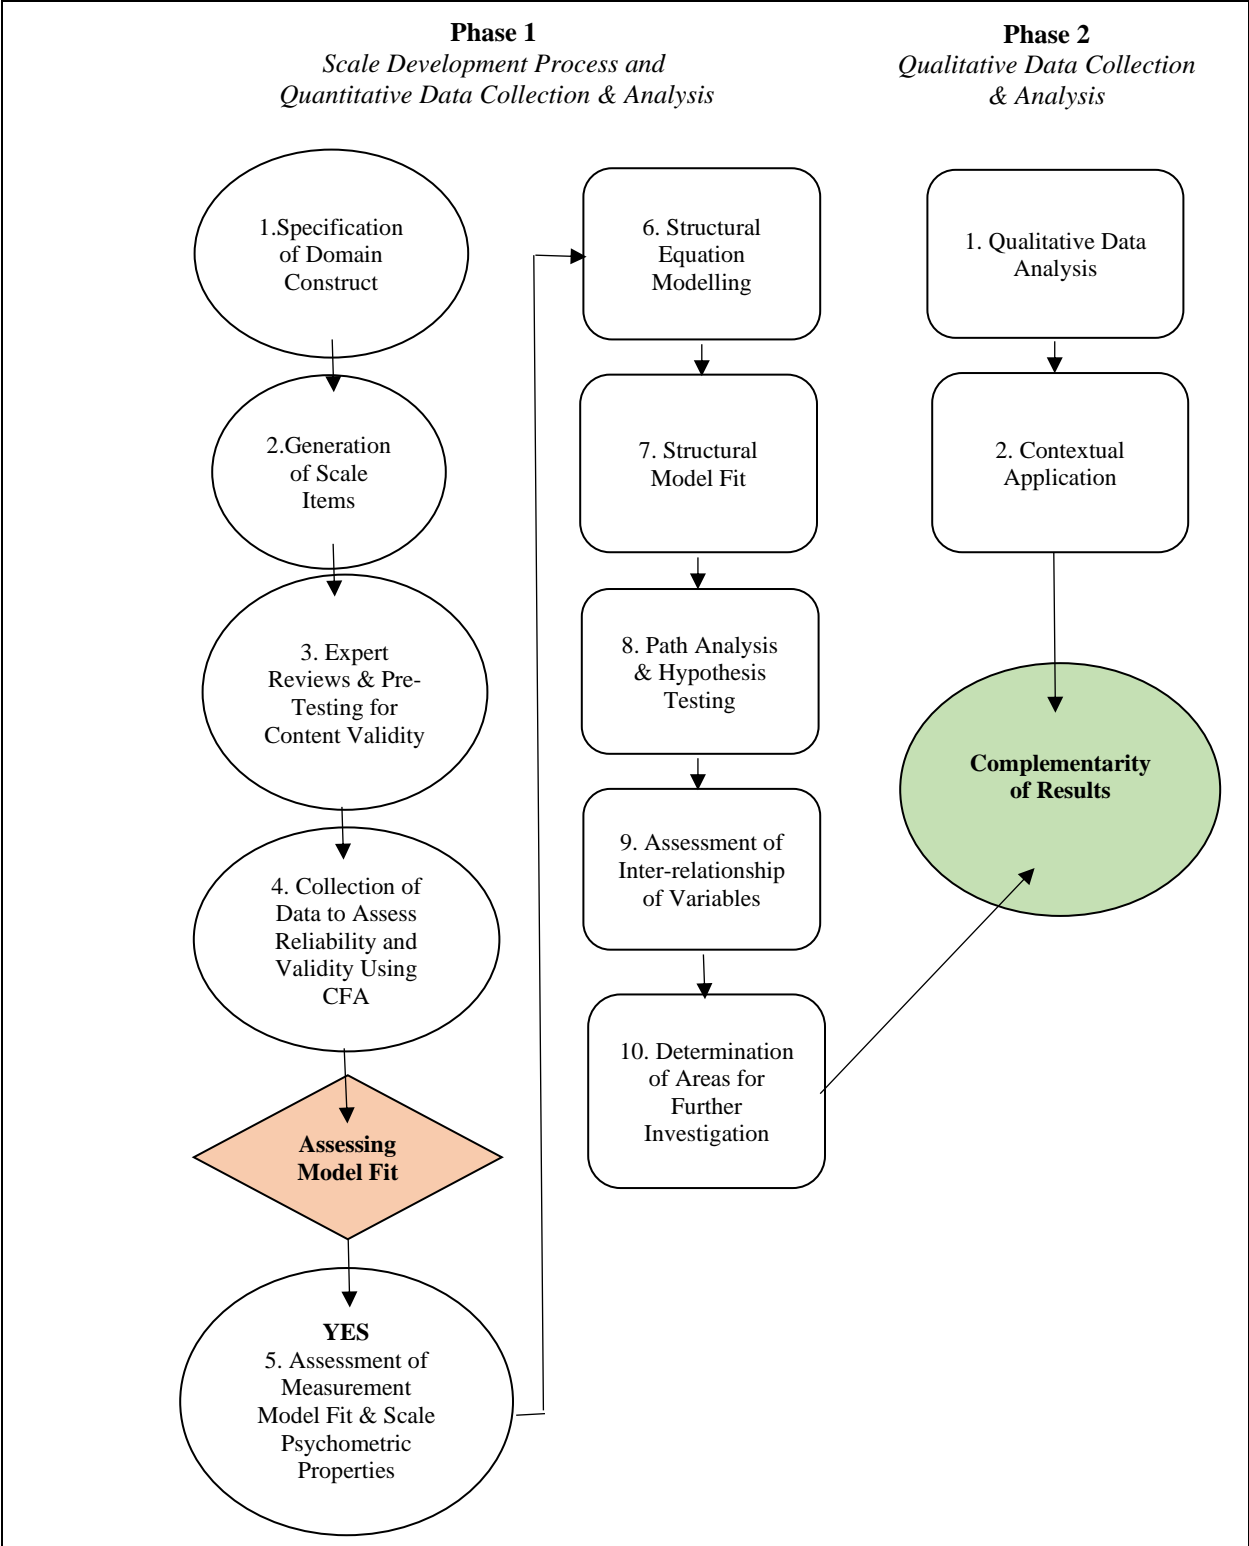 Phase 1
Scale Development Process and
Quantitative Data Collection & Analysis
Phase 2
Qualitative Data Collection
& Analysis
1.Specification
of Domain
Construct
2.Generation
of Scale
Items
3. Expert
Reviews & Pre-
Testing for
Content Validity
4. Collection of
Data to Assess
Reliability and
Validity Using
CFA
Assessing
Model Fit
YES
5. Assessment of
Measurement
Model Fit & Scale
Psychometric
Properties
6. Structural
Equation
Modelling
7. Structural
Model Fit
8. Path Analysis
& Hypothesis
Testing
9. Assessment of
Inter-relationship
of Variables
10. Determination
of Areas for
Further
Investigation
1. Qualitative Data
Analysis
2. Contextual
Application
Complementarity
of Results